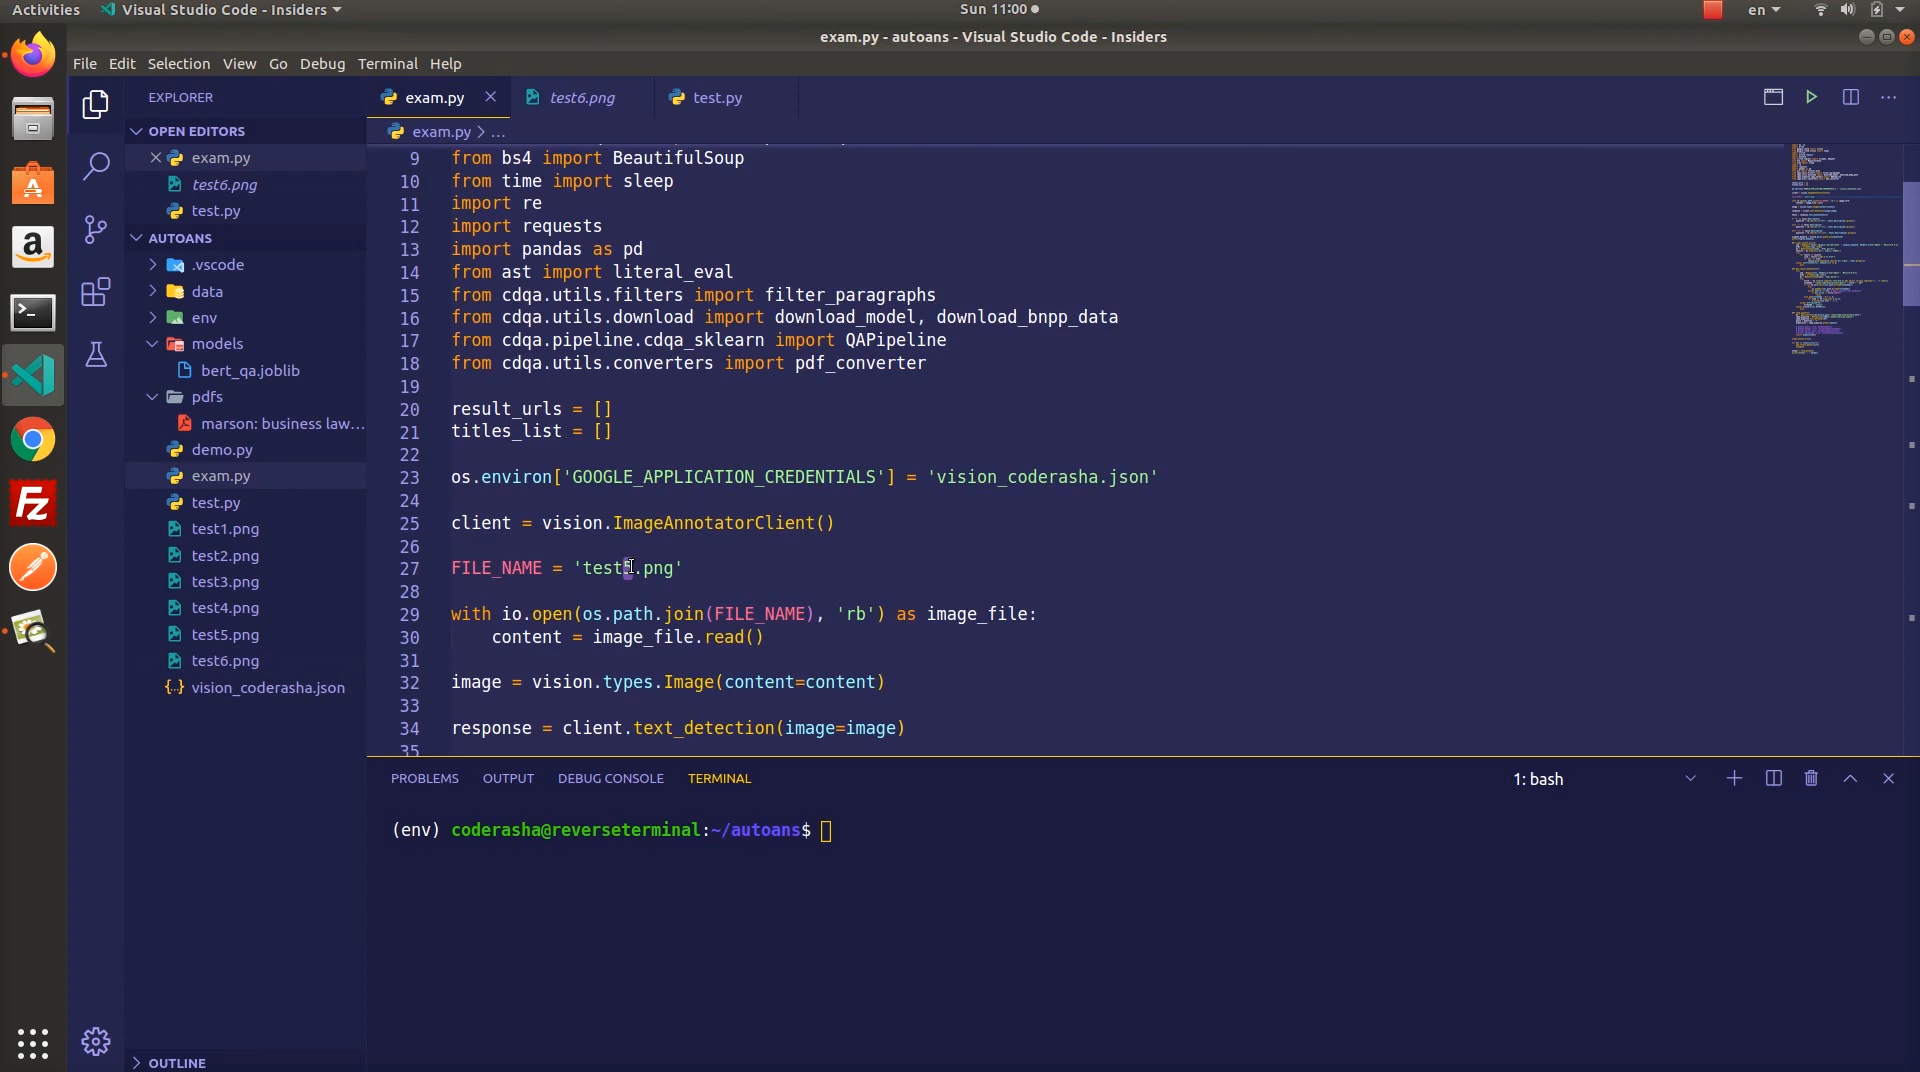 Activities Visual Studio Code - Insiders Sun 11:00 en
exam.py - autoans - Visual Studio Code - Insiders
File Edit Selection View Go Debug Terminal Help
EXPLORER
OPEN EDITORS
exam.py
test6.png
test.py
AUTOANS
.vscode
data
env
models
bert_qa.joblib
pdfs
marson: business law...
demo.py
exam.py
test.py
test1.png
test2.png
test3.png
test4.png
test5.png
test6.png
vision_coderasha.json
OUTLINE
exam.py test6.png test.py
exam.py > ...
9 from bs4 import BeautifulSoup
10 from time import sleep
11 import re
12 import requests
13 import pandas as pd
14 from ast import literal_eval
15 from cdqa.utils.filters import filter_paragraphs
16 from cdqa.utils.download import download_model, download_bnpp_data
17 from cdqa.pipeline.cdqa_sklearn import QAPipeline
18 from cdqa.utils.converters import pdf_converter
19
20 result_urls = []
21 titles_list = []
22
23 os.environ['GOOGLE_APPLICATION_CREDENTIALS'] = 'vision_coderasha.json'
24
25 client = vision.ImageAnnotatorClient()
26
27 FILE_NAME = 'test5.png'
28
29 with io.open(os.path.join(FILE_NAME), 'rb') as image_file:
30 content = image_file.read()
31
32 image = vision.types.Image(content=content)
33
34 response = client.text_detection(image=image)
35
PROBLEMS OUTPUT DEBUG CONSOLE TERMINAL 1: bash
(env) coderasha@reverseterminal:~/autoans$